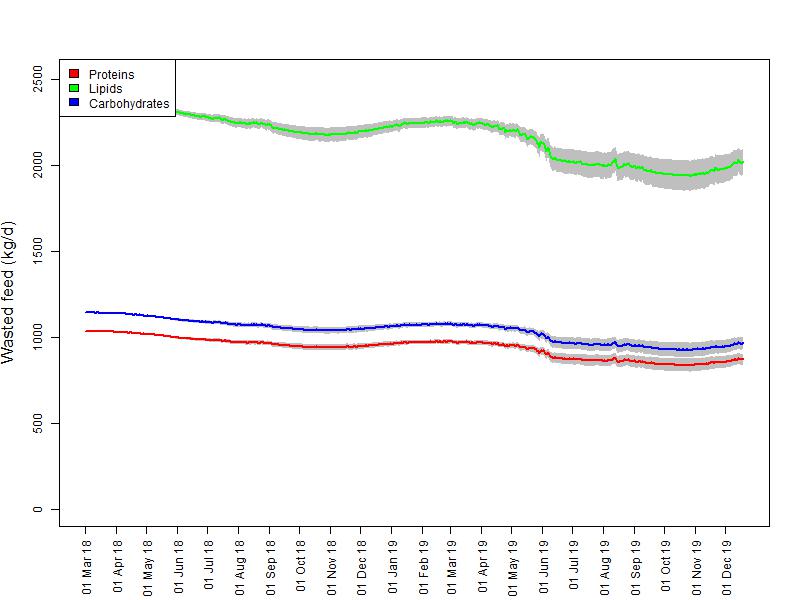 Proteins
Lipids
Carbohydrates
Wasted feed (kg/d)
2500
2000
1500
1000
500
0
01 Mar 18
01 Apr 18
01 May 18
01 Jun 18
01 Jul 18
01 Aug 18
01 Sep 18
01 Oct 18
01 Nov 18
01 Dec 18
01 Jan 19
01 Feb 19
01 Mar 19
01 Apr 19
01 May 19
01 Jun 19
01 Jul 19
01 Aug 19
01 Sep 19
01 Oct 19
01 Nov 19
01 Dec 19